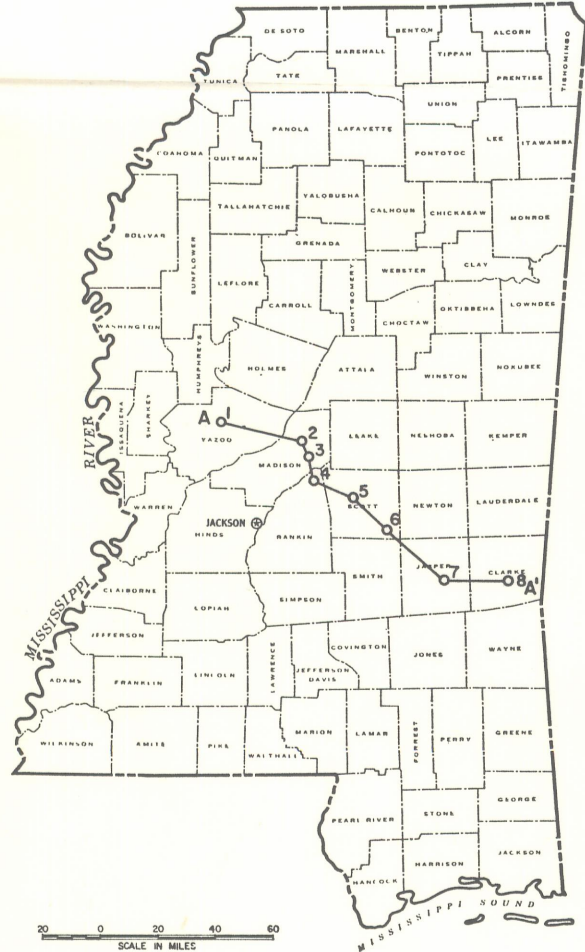 DE SOTO
MARSHALL
BENTON
ALCORN
TIPPAH
TISHOMINGO
TUNICA
TATE
PRENTISS
UNION
PANOLA
LAFAYETTE
LEE
ITAWAMBA
PONTOTOC
COAHOMA
QUITMAN
YALOBUSHA
TALLAHATCHIE
CALHOUN
CHICKASAW
MONROE
BOLIVAR
SUNFLOWER
GRENADA
CLAY
WEBSTER
LEFLORE
MONTGOMERY
CARROLL
OKTIBBEHA
LOWNDES
CHOCTAW
WASHINGTON
HUMPHREYS
HOLMES
ATTALA
WINSTON
NOXUBEE
ISSAQUENA
SHARKEY
A 1
YAZOO
2
LEAKE
NESHOBA
KEMPER
RIVER
3
MADISON
4
5
SCOTT
NEWTON
LAUDERDALE
WARREN
6
JACKSON
HINDS
RANKIN
SMITH
JASPER
7
CLARKE
8 A'
CLAIBORNE
COPIAH
SIMPSON
MISSISSIPPI
JEFFERSON
LAWRENCE
COVINGTON
JONES
WAYNE
ADAMS
FRANKLIN
LINCOLN
JEFFERSON
DAVIS
MARION
LAMAR
FORREST
PERRY
GREENE
WILKINSON
AMITE
PIKE
WALTHALL
GEORGE
PEARL RIVER
STONE
JACKSON
HARRISON
HANCOCK
MISSISSIPPI SOUND
20 0 20 40 60
SCALE IN MILES